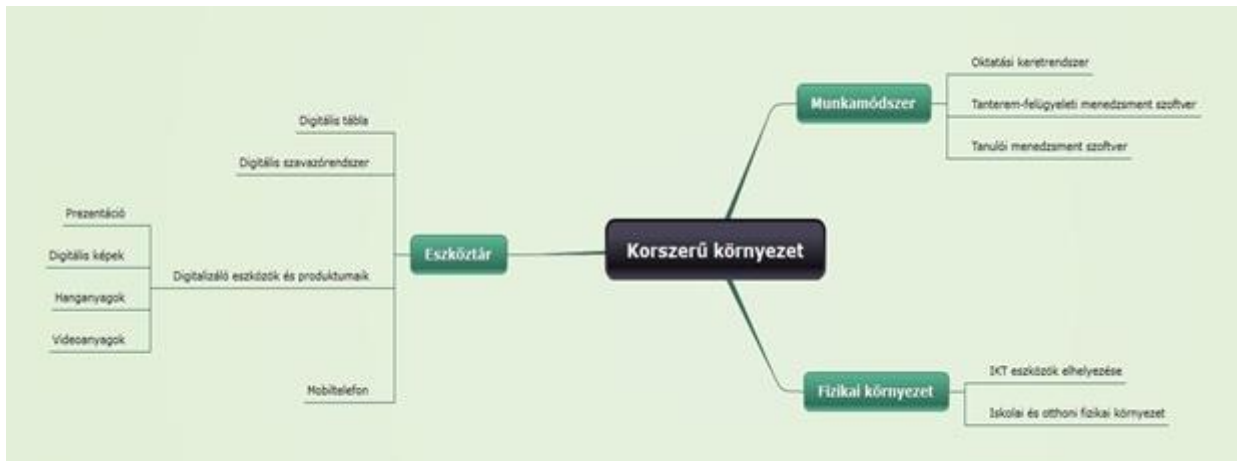 Korszerű környezet
Munkamódszer
Oktatási keretrendszer
Tanterem-felügyeleti menedzsment szoftver
Tanulói menedzsment szoftver
Eszköztár
Digitális tábla
Digitális szavazórendszer
Digitalizáló eszközök és produktumaik
Prezentáció
Digitális képek
Hanganyagok
Videoanyagok
Mobiltelefon
Fizikai környezet
IKT eszközök elhelyezése
Iskolai és otthoni fizikai környezet